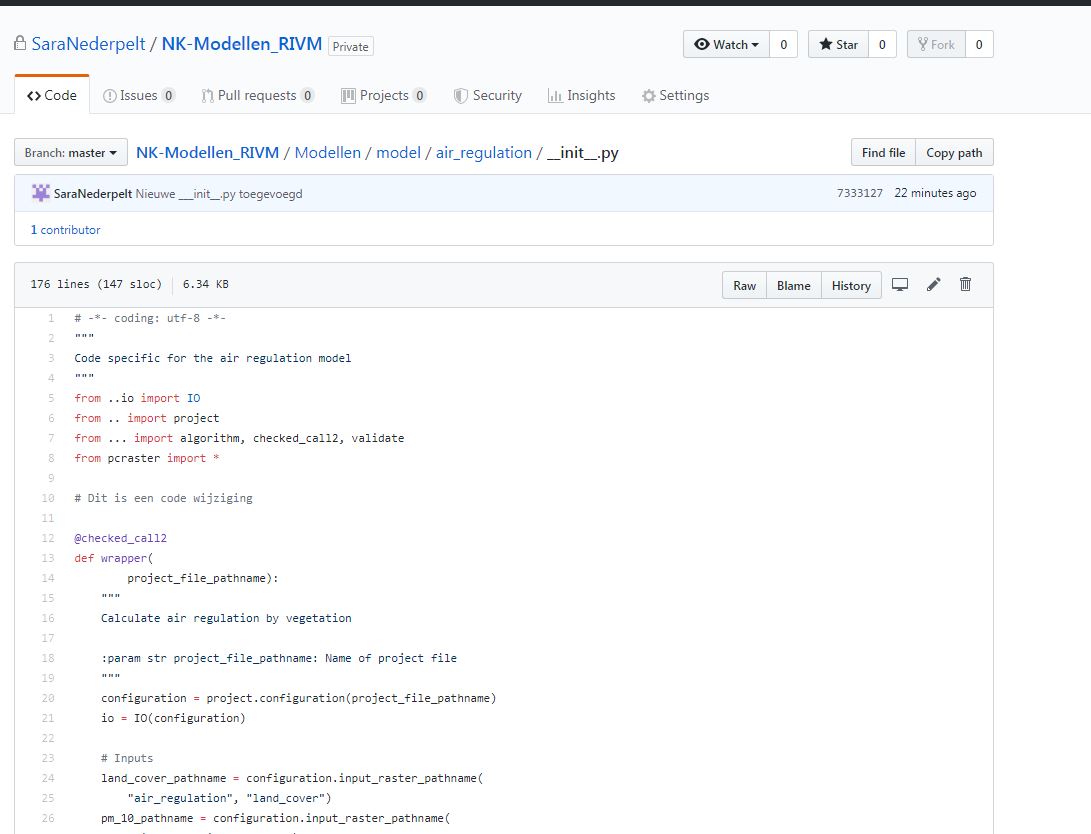 SaraNederpelt / NK-Modellen_RIVM Private
Watch 0 Star 0 Fork 0
Code Issues 0 Pull requests 0 Projects 0 Security Insights Settings
Branch: master NK-Modellen_RIVM / Modellen / model / air_regulation / __init__.py
Find file Copy path
SaraNederpelt Nieuwe ___init__.py toegevoegd 7333127 22 minutes ago
1 contributor
176 lines (147 sloc) 6.34 KB Raw Blame History
1 # -*- coding: utf-8 -*-
2 """
3 Code specific for the air regulation model
4 """
5 from ..io import IO
6 from .. import project
7 from ... import algorithm, checked_call2, validate
8 from pcraster import *
9
10 # Dit is een code wijziging
11
12 @checked_call2
13 def wrapper(
14 project_file_pathname):
15 """
16 Calculate air regulation by vegetation
17
18 :param str project_file_pathname: Name of project file
19 """
20 configuration = project.configuration(project_file_pathname)
21 io = IO(configuration)
22
23 # Inputs
24 land_cover_pathname = configuration.input_raster_pathname(
25 "air_regulation", "land_cover")
26 pm_10_pathname = configuration.input_raster_pathname(